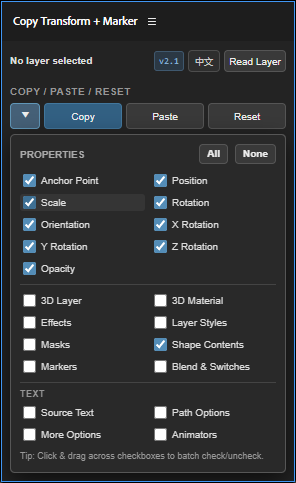 Copy Transform + Marker ☰
No layer selected v2.1 中文 Read Layer
COPY / PASTE / RESET
▼ Copy Paste Reset
PROPERTIES All None
Anchor Point Position
Scale Rotation
Orientation X Rotation
Y Rotation Z Rotation
Opacity
3D Layer 3D Material
Effects Layer Styles
Masks Shape Contents
Markers Blend & Switches
TEXT
Source Text Path Options
More Options Animators
Tip: Click & drag across checkboxes to batch check/uncheck.